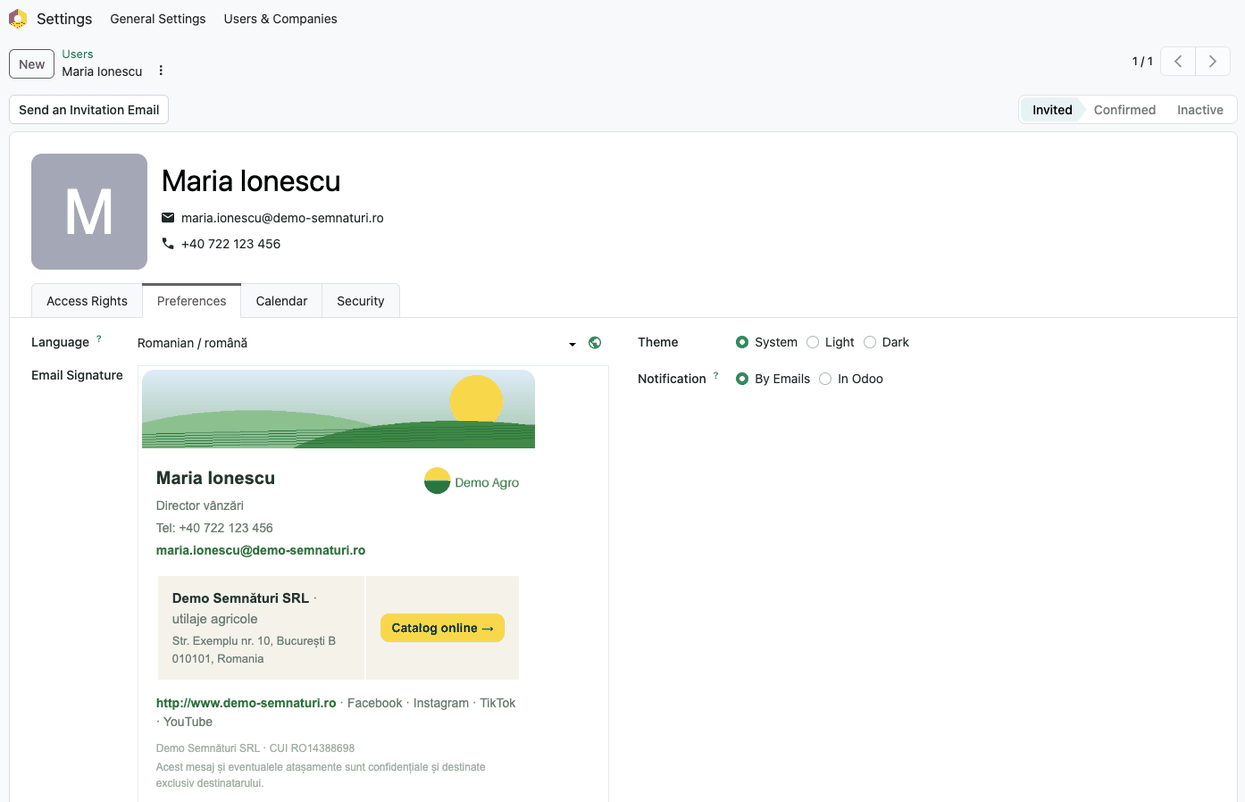 Settings General Settings Users & Companies
New
Users
Maria Ionescu
1 / 1
Send an Invitation Email
Invited Confirmed Inactive
M
Maria Ionescu
maria.ionescu@demo-semnaturi.ro
+40 722 123 456
Access Rights Preferences Calendar Security
Language ? Romanian / română
Theme System Light Dark
Email Signature
Notification ? By Emails In Odoo
Maria Ionescu
Demo Agro
Director vânzări
Tel: +40 722 123 456
maria.ionescu@demo-semnaturi.ro
Demo Semnături SRL ·
utilaje agricole
Str. Exemplu nr. 10, București B
010101, Romania
Catalog online →
http://www.demo-semnaturi.ro · Facebook · Instagram · TikTok
· YouTube
Demo Semnături SRL · CUI RO14388698
Acest mesaj și eventualele atașamente sunt confidențiale și destinate
exclusiv destinatarului.